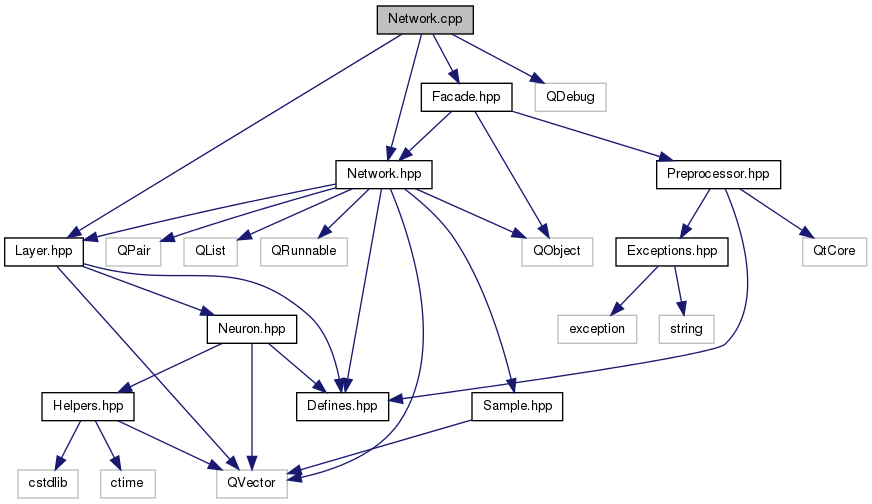 Network.cpp
Facade.hpp
QDebug
Network.hpp
Preprocessor.hpp
Layer.hpp
QPair
QList
QRunnable
QObject
Exceptions.hpp
QtCore
Neuron.hpp
exception
string
Helpers.hpp
Defines.hpp
Sample.hpp
cstdlib
ctime
QVector